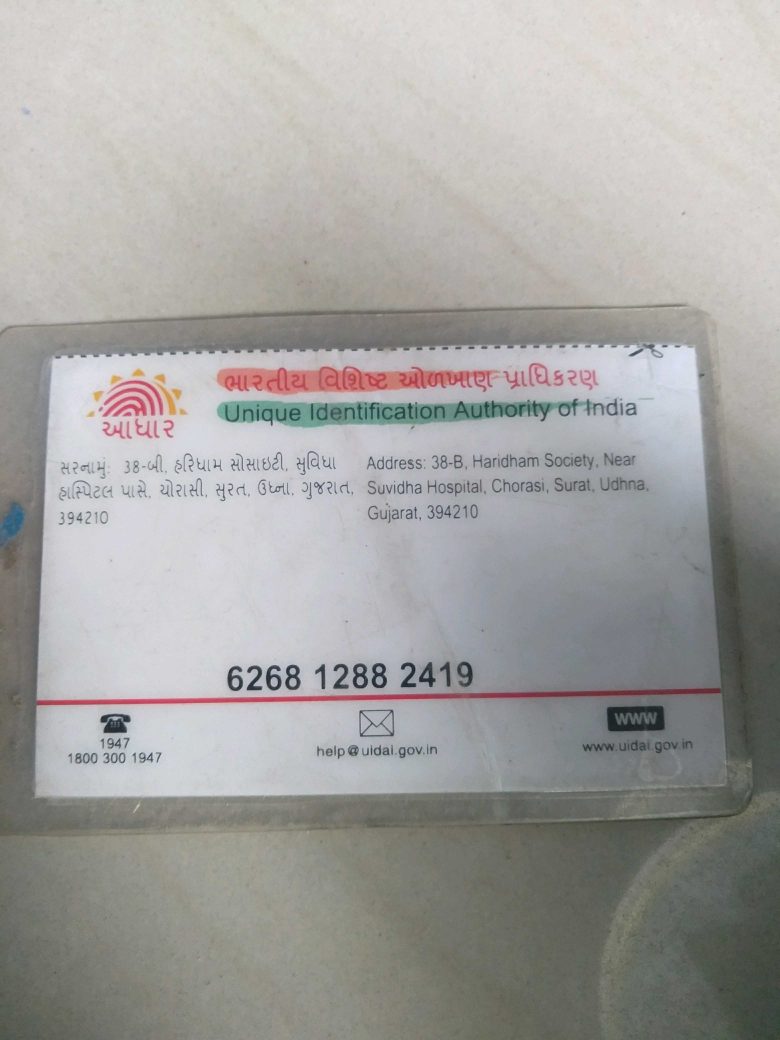 ભારતીય વિશિષ્ટ ઓળખાણ પ્રાધિકરણ
Unique Identification Authority of India
આધાર
સરનામું: 38-બી, હરિધામ સોસાઇટી, સુવિધા
હાસ્પિટલ પાસે, ચોરાસી, સુરત, ઉધ્ના, ગુજરાત,
394210
Address: 38-B, Haridham Society, Near
Suvidha Hospital, Chorasi, Surat, Udhna,
Gujarat, 394210
6268 1288 2419
1947
1800 300 1947
help@uidai.gov.in
www
www.uidai.gov.in